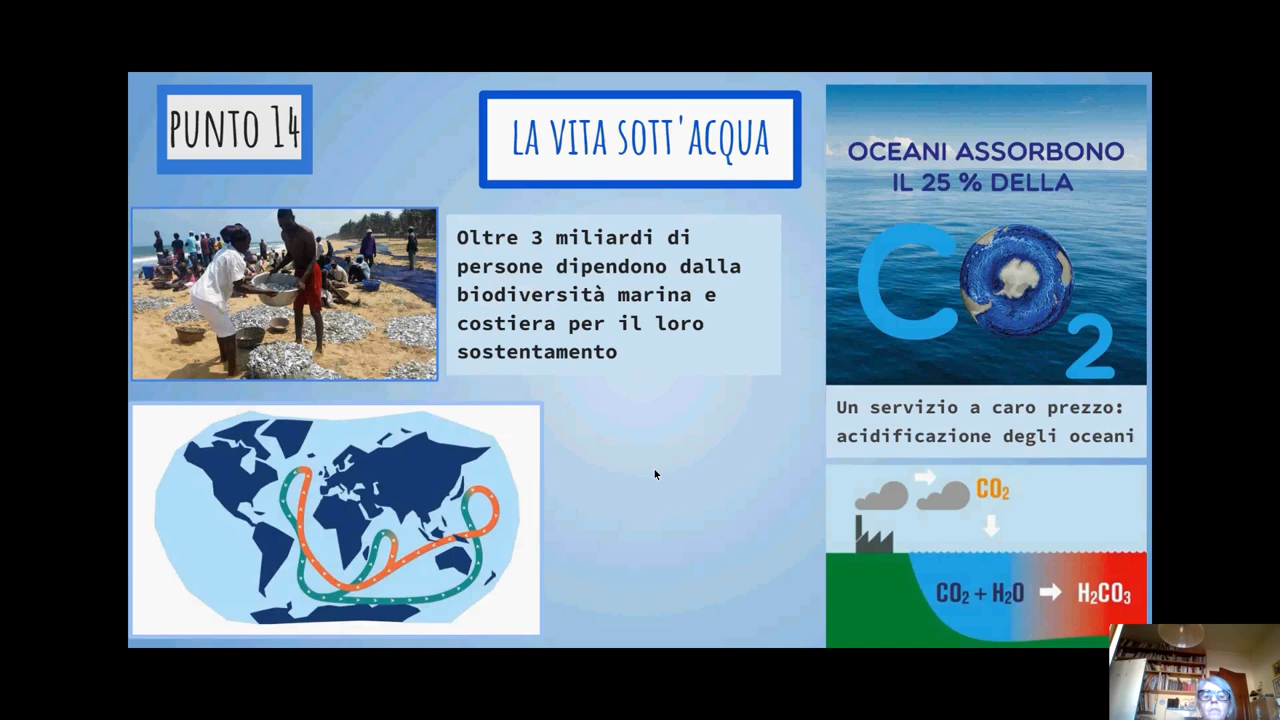 PUNTO 14
LA VITA SOTT'ACQUA
Oltre 3 miliardi di
persone dipendono dalla
biodiversità marina e
costiera per il loro
sostentamento
OCEANI ASSORBONO
IL 25 % DELLA
CO2
Un servizio a caro prezzo:
acidificazione degli oceani
CO₂
CO₂ + H₂O → H₂CO₃